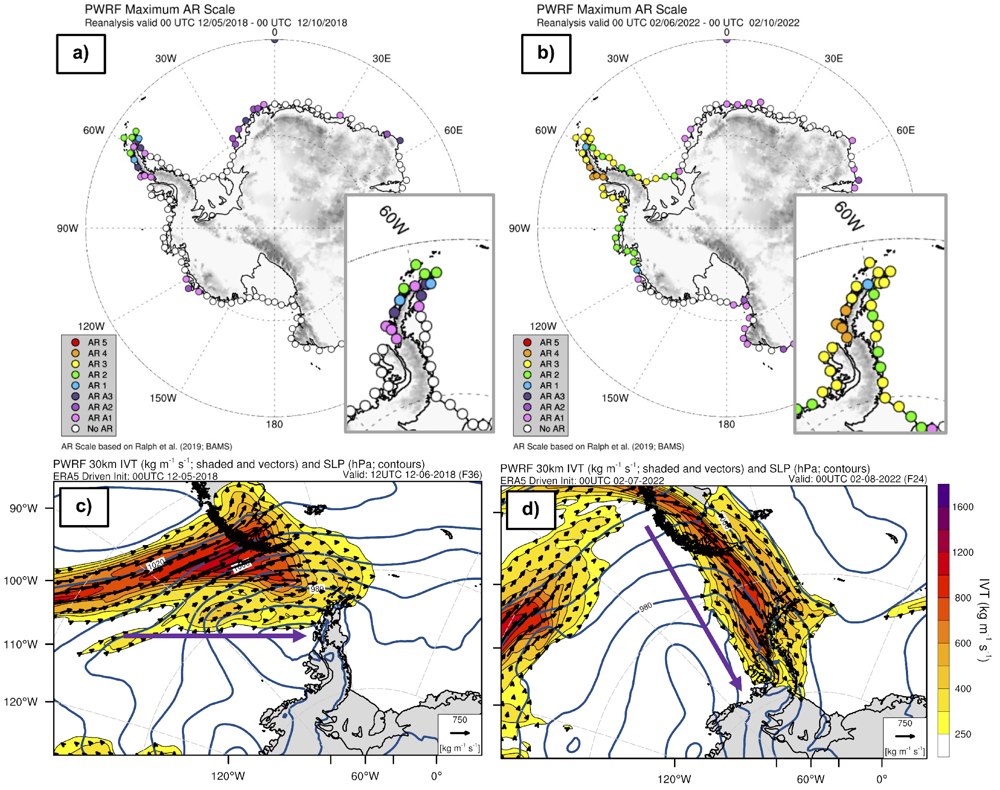 PWRF Maximum AR Scale
Reanalysis valid 00 UTC 12/05/2018 - 00 UTC 12/10/2018
a)
0
30W
30E
60W
60E
90W
120W
150W
180
60W
AR 5
AR 4
AR 3
AR 2
AR 1
AR A3
AR A2
AR A1
No AR
AR Scale based on Ralph et al. (2019; BAMS)
PWRF Maximum AR Scale
Reanalysis valid 00 UTC 02/06/2022 - 00 UTC 02/10/2022
b)
0
30W
30E
60W
60E
90W
120W
150W
180
60W
AR 5
AR 4
AR 3
AR 2
AR 1
AR A3
AR A2
AR A1
No AR
AR Scale based on Ralph et al. (2019; BAMS)
PWRF 30km IVT (kg m⁻¹ s⁻¹; shaded and vectors) and SLP (hPa; contours)
ERA5 Driven Init: 00UTC 12-05-2018 Valid: 12UTC 12-06-2018 (F36)
c)
90°W
100°W
110°W
120°W
1020
1000
980
750
[kg m⁻¹ s⁻¹]
120°W
60°W
0°
PWRF 30km IVT (kg m⁻¹ s⁻¹; shaded and vectors) and SLP (hPa; contours)
ERA5 Driven Init: 00UTC 02-07-2022 Valid: 00UTC 02-08-2022 (F24)
d)
980
750
[kg m⁻¹ s⁻¹]
120°W
60°W
0°
1600
1200
800
600
400
250
IVT (kg m⁻¹ s⁻¹)